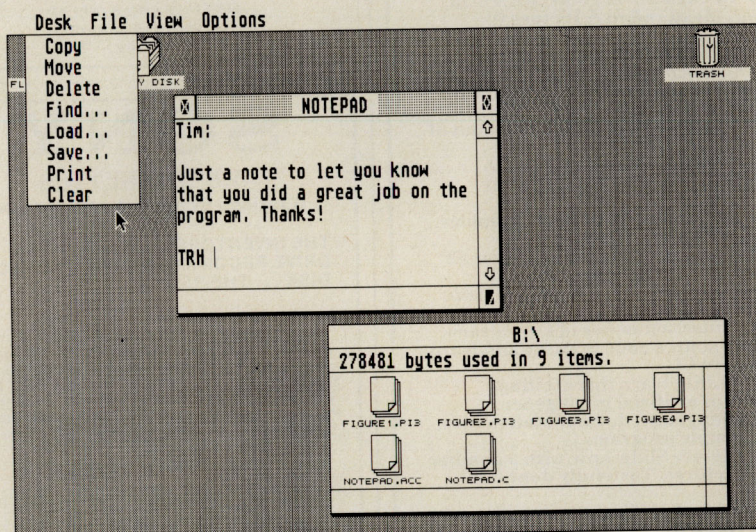 Desk File View Options
Copy
Move
Delete
Find...
Load...
Save...
Print
Clear
FL
Y DISK
TRASH
NOTEPAD
Tim:
Just a note to let you know
that you did a great job on the
program. Thanks!
TRH
B:\
278481 bytes used in 9 items.
FIGURE1.PI3 FIGURE2.PI3 FIGURE3.PI3 FIGURE4.PI3
NOTEPAD.ACC NOTEPAD.C